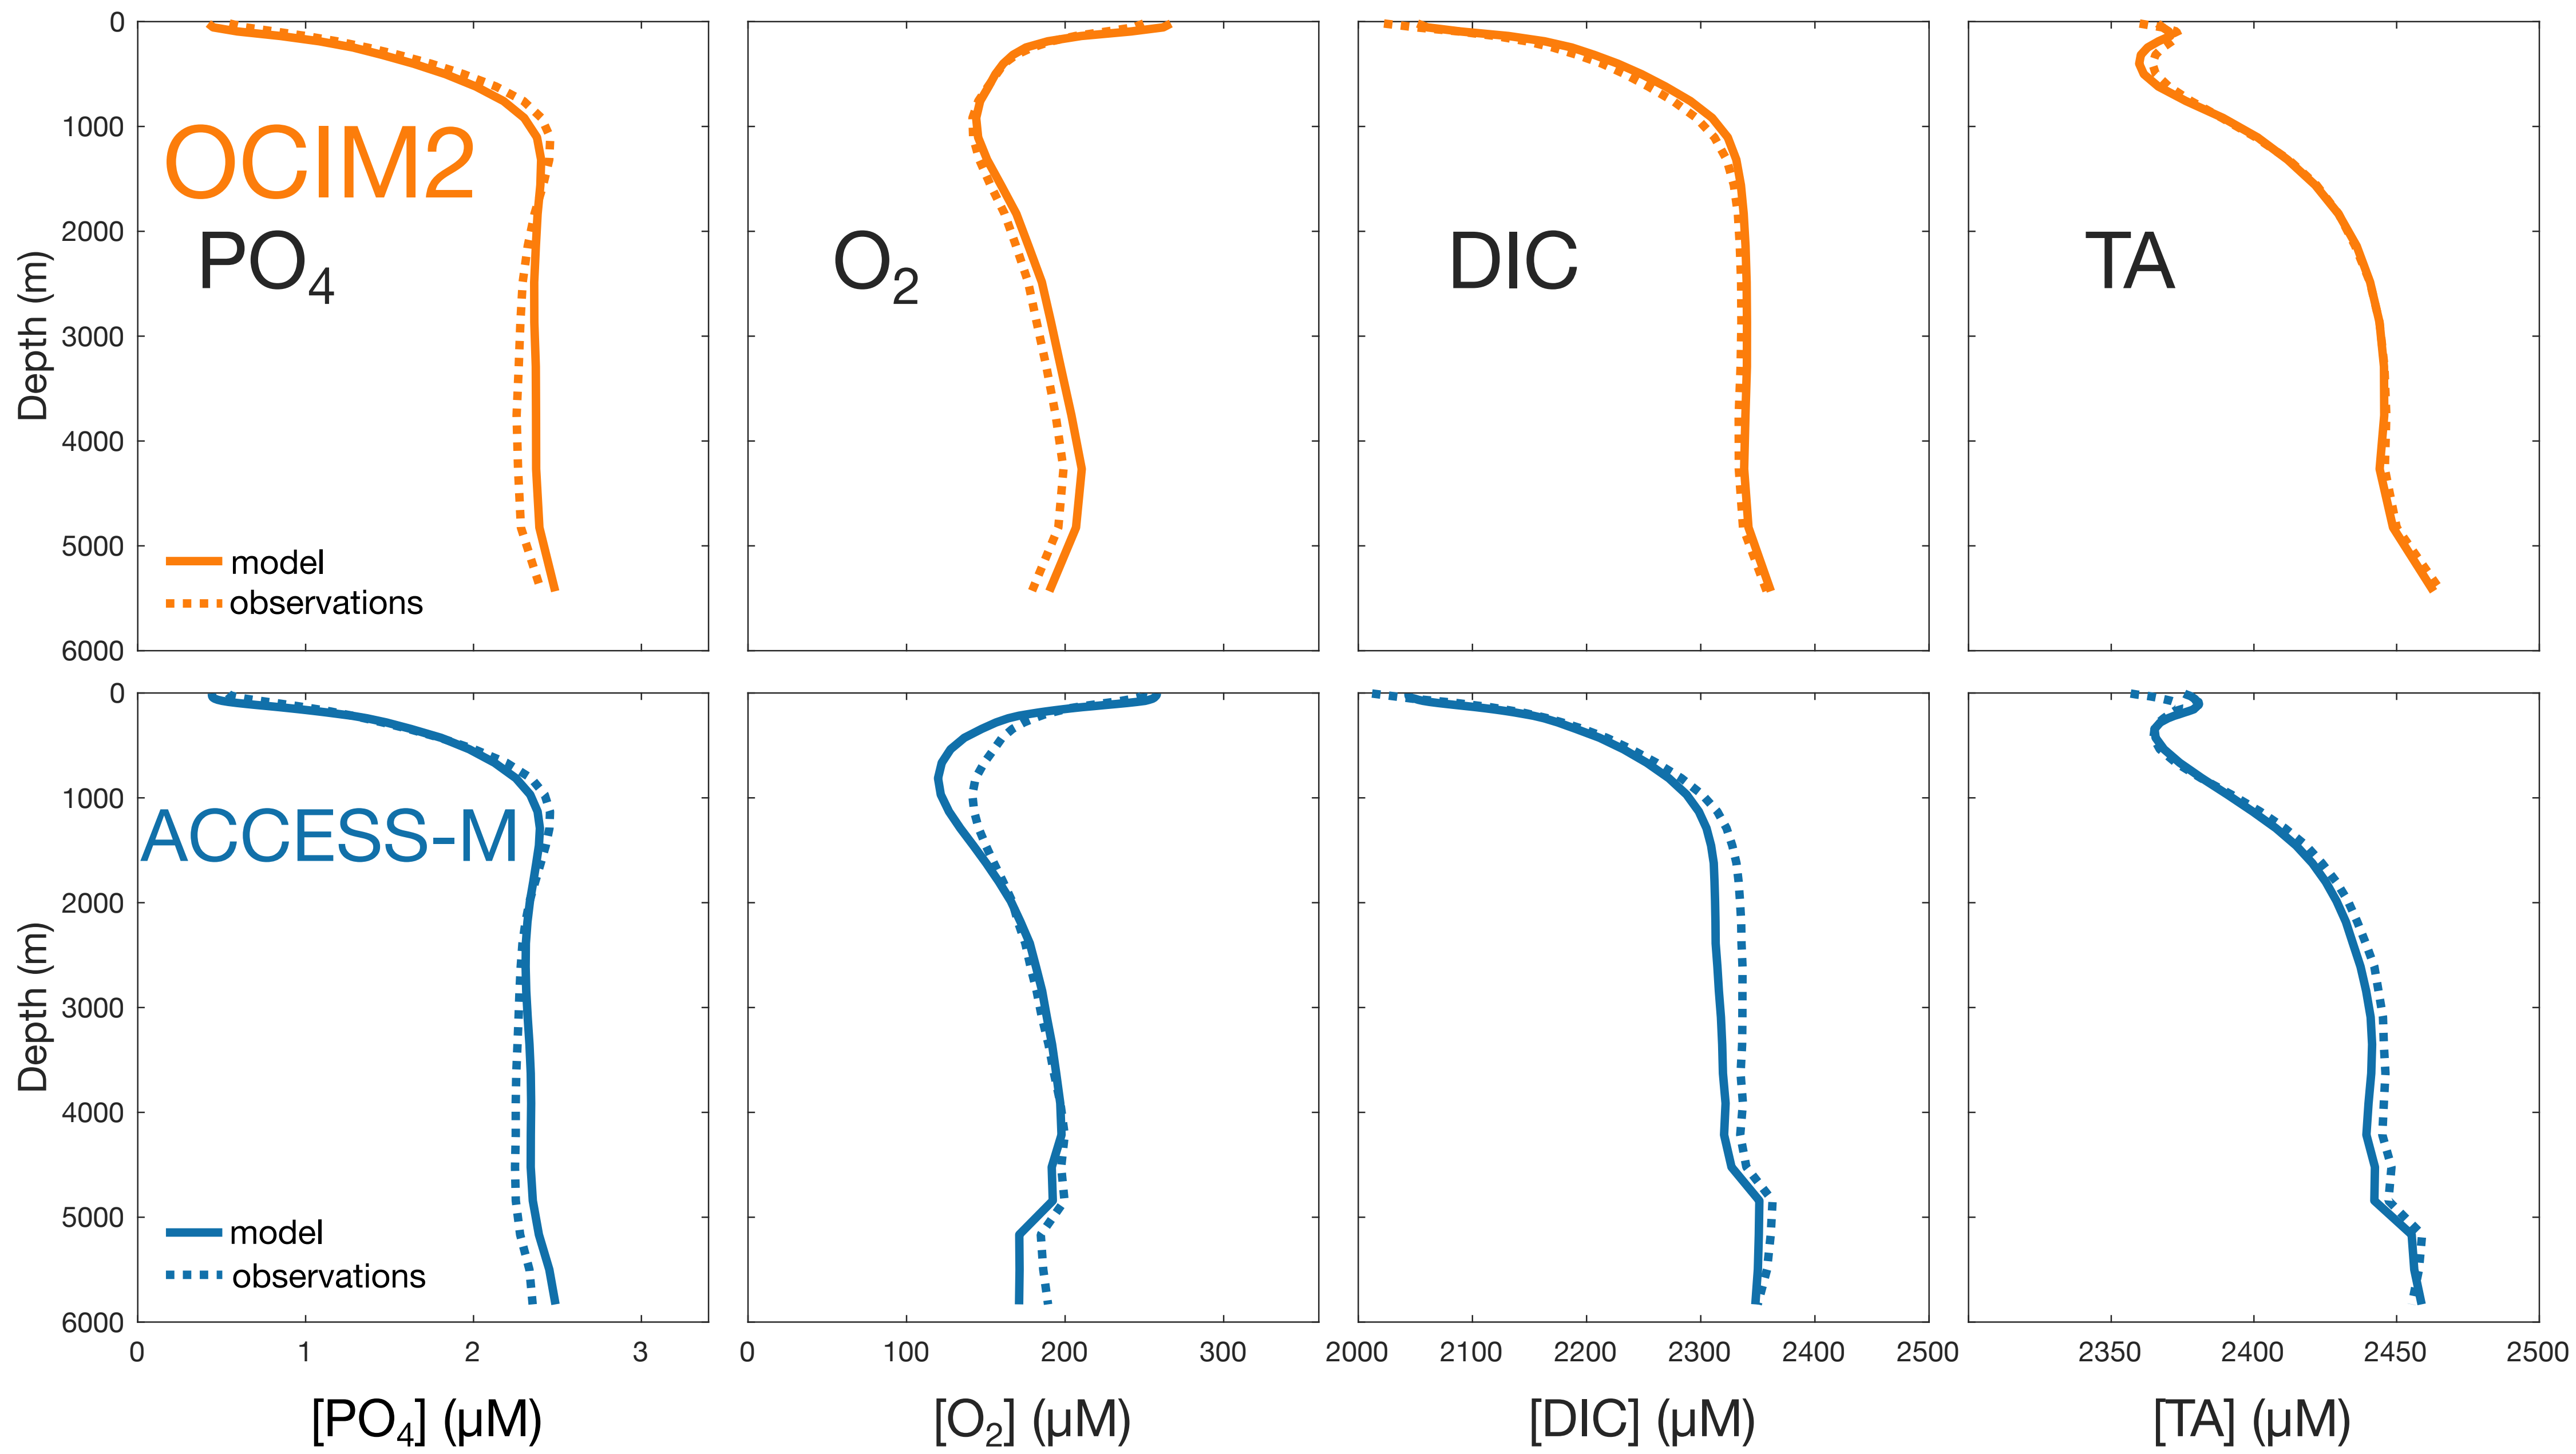 0
1000
2000
3000
4000
5000
6000
Depth (m)
OCIM2
PO4
model
observations
O2
DIC
TA
0
1000
2000
3000
4000
5000
6000
Depth (m)
ACCESS-M
model
observations
0 1 2 3
0 100 200 300
2000 2100 2200 2300 2400 2500
2350 2400 2450 2500
[PO4] (μM)
[O2] (μM)
[DIC] (μM)
[TA] (μM)